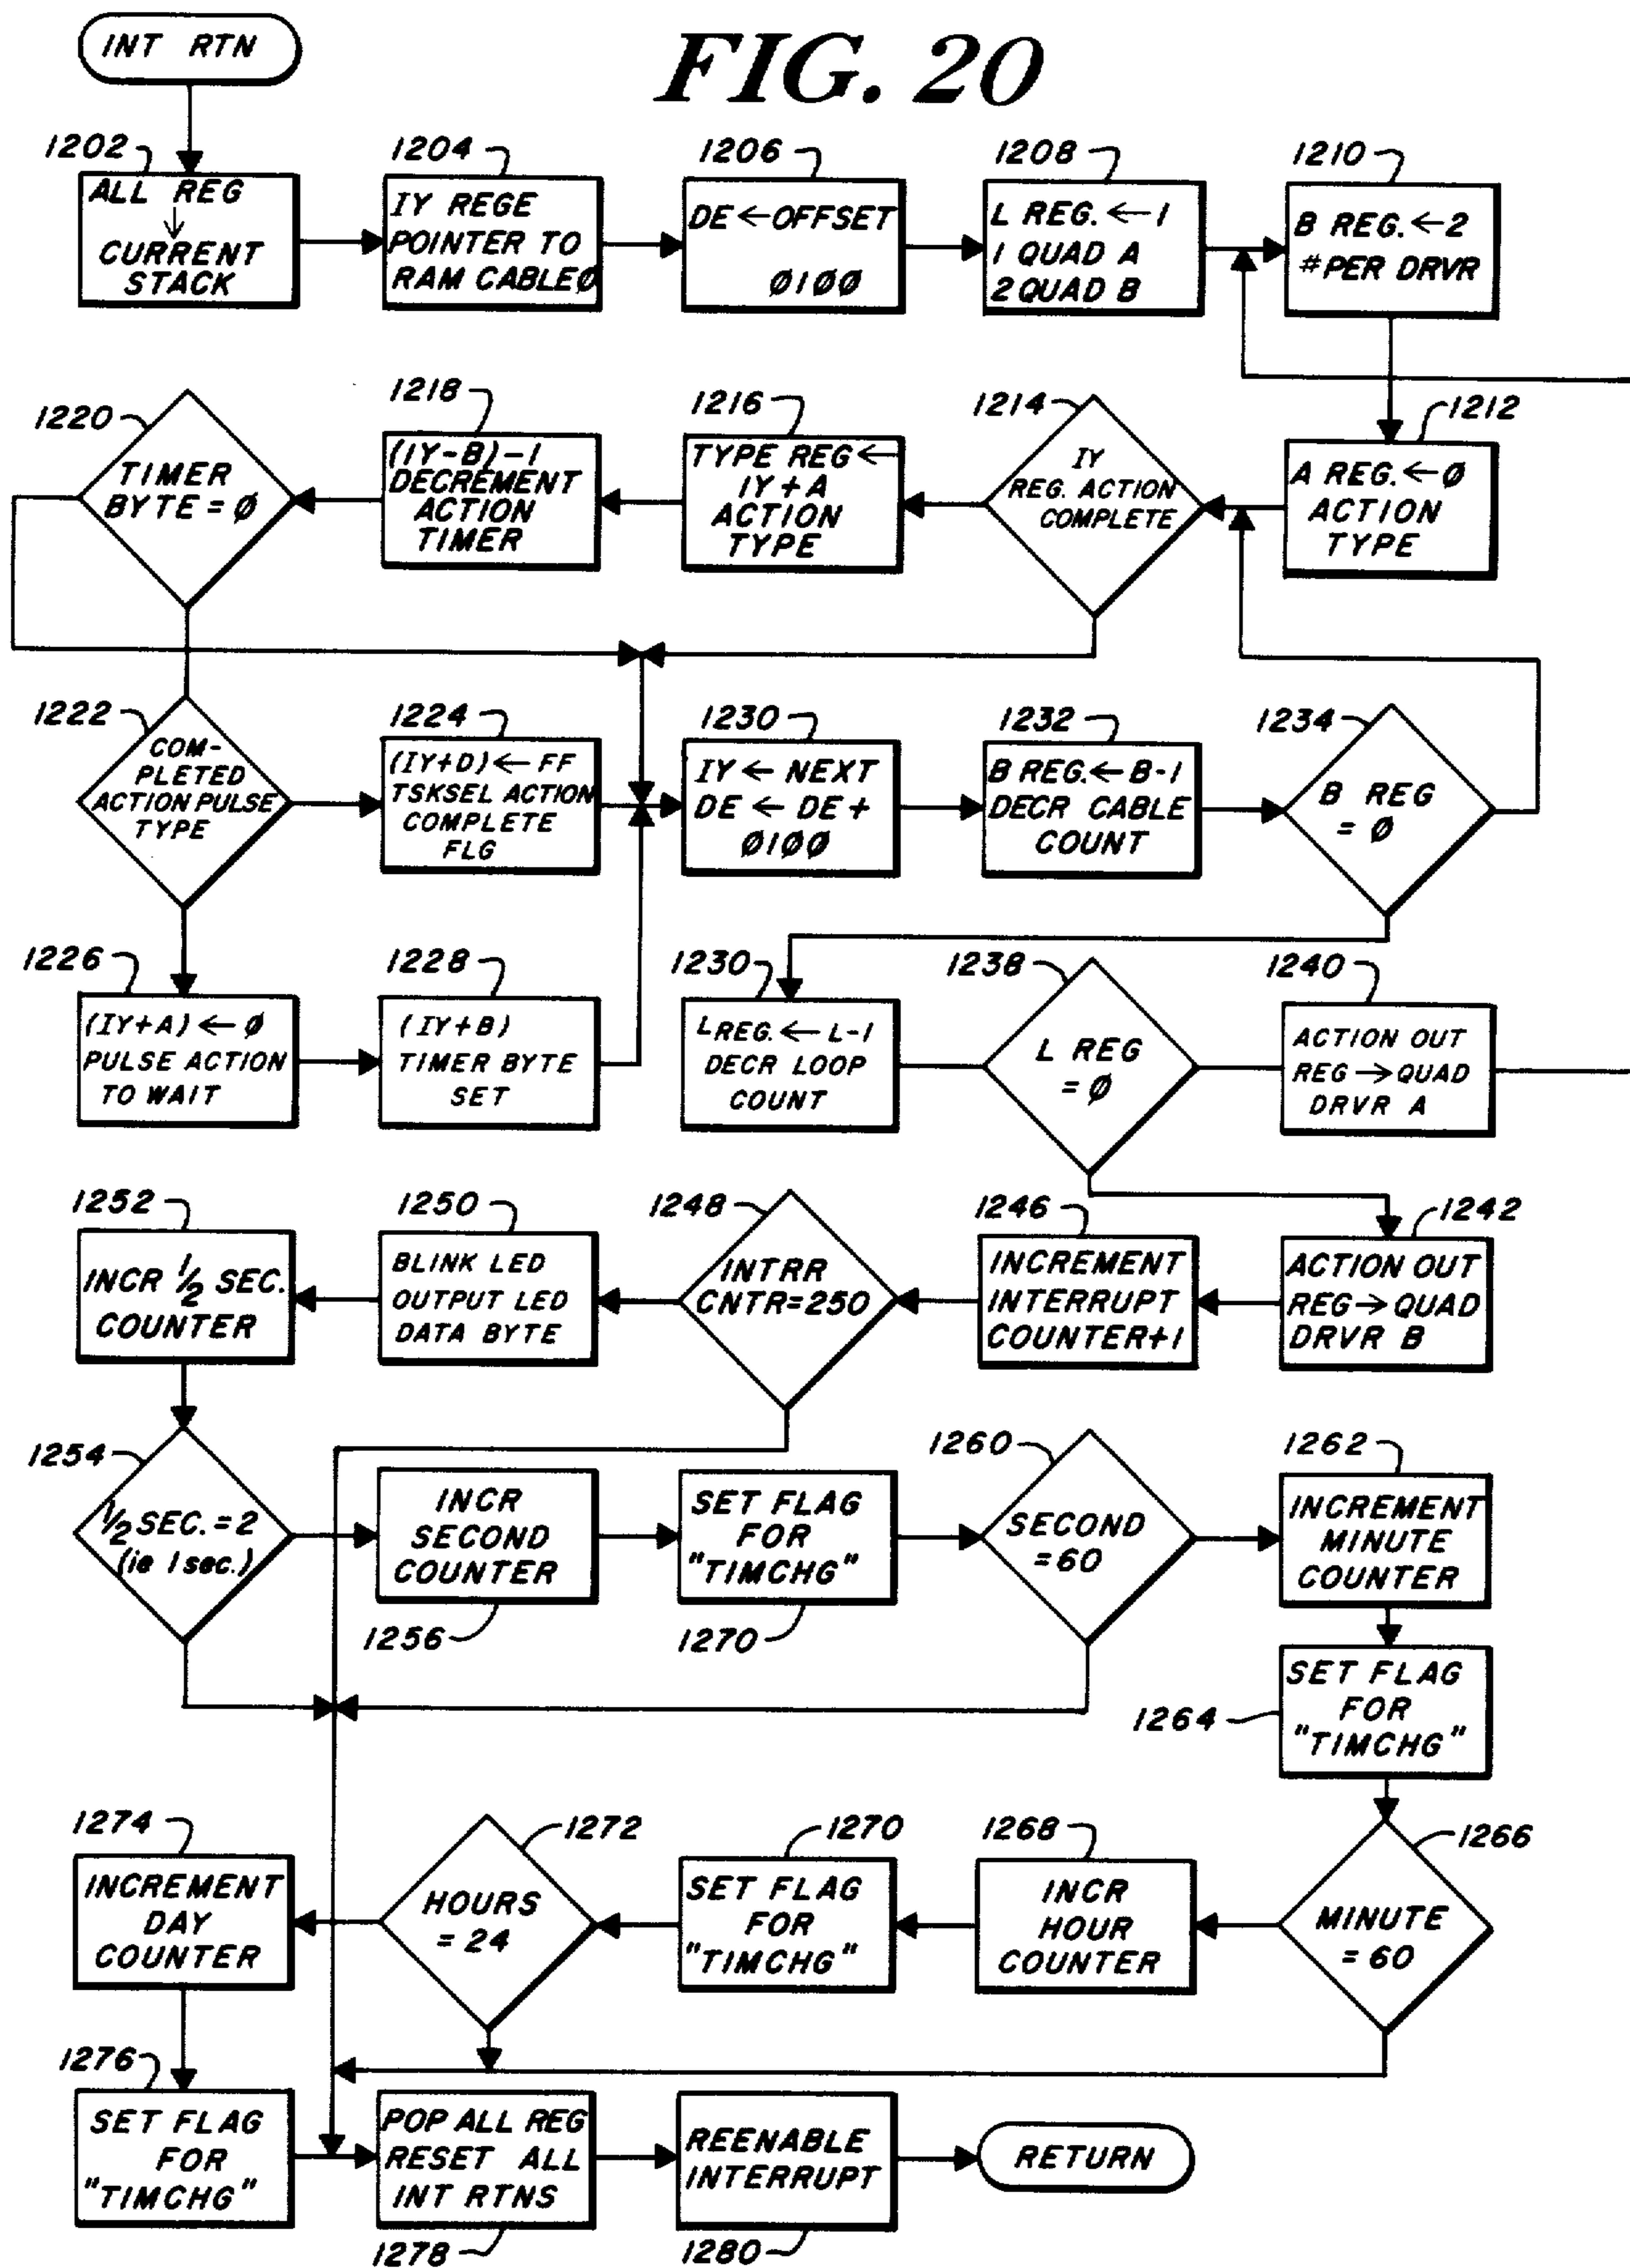 FIG. 20
INT RTN
1202
ALL REG
↓
CURRENT
STACK
1204
IY REGE
POINTER TO
RAM CABLEØ
1206
DE ← OFFSET
Ø1ØØ
1208
L REG. ← 1
1 QUAD A
2 QUAD B
1210
B REG. ← 2
#PER DRVR
1212
A REG. ← Ø
ACTION
TYPE
1214
IY
REG. ACTION
COMPLETE
1216
TYPE REG ←
IY + A
ACTION
TYPE
1218
(IY-B)-1
DECREMENT
ACTION
TIMER
1220
TIMER
BYTE = Ø
1222
COM-
PLETED
ACTION PULSE
TYPE
1224
(IY+D) ← FF
TSKSEL ACTION
COMPLETE
FLG
1230
IY ← NEXT
DE ← DE +
Ø1ØØ
1232
B REG. ← B-1
DECR CABLE
COUNT
1234
B REG
= Ø
1226
(IY+A) ← Ø
PULSE ACTION
TO WAIT
1228
(IY+B)
TIMER BYTE
SET
1230
L REG. ← L-1
DECR LOOP
COUNT
1238
L REG
= Ø
1240
ACTION OUT
REG → QUAD
DRVR A
1242
ACTION OUT
REG → QUAD
DRVR B
1246
INCREMENT
INTERRUPT
COUNTER+1
1248
INTRR
CNTR=250
1250
BLINK LED
OUTPUT LED
DATA BYTE
1252
INCR ½ SEC.
COUNTER
1254
½ SEC. = 2
(ie 1 sec.)
INCR
SECOND
COUNTER
1256
SET FLAG
FOR
"TIMCHG"
1270
1260
SECOND
=60
1262
INCREMENT
MINUTE
COUNTER
1264
SET FLAG
FOR
"TIMCHG"
1266
MINUTE
= 60
1268
INCR
HOUR
COUNTER
1270
SET FLAG
FOR
"TIMCHG"
1272
HOURS
= 24
1274
INCREMENT
DAY
COUNTER
1276
SET FLAG
FOR
"TIMCHG"
POP ALL REG
RESET ALL
INT RTNS
1278
REENABLE
INTERRUPT
1280
RETURN